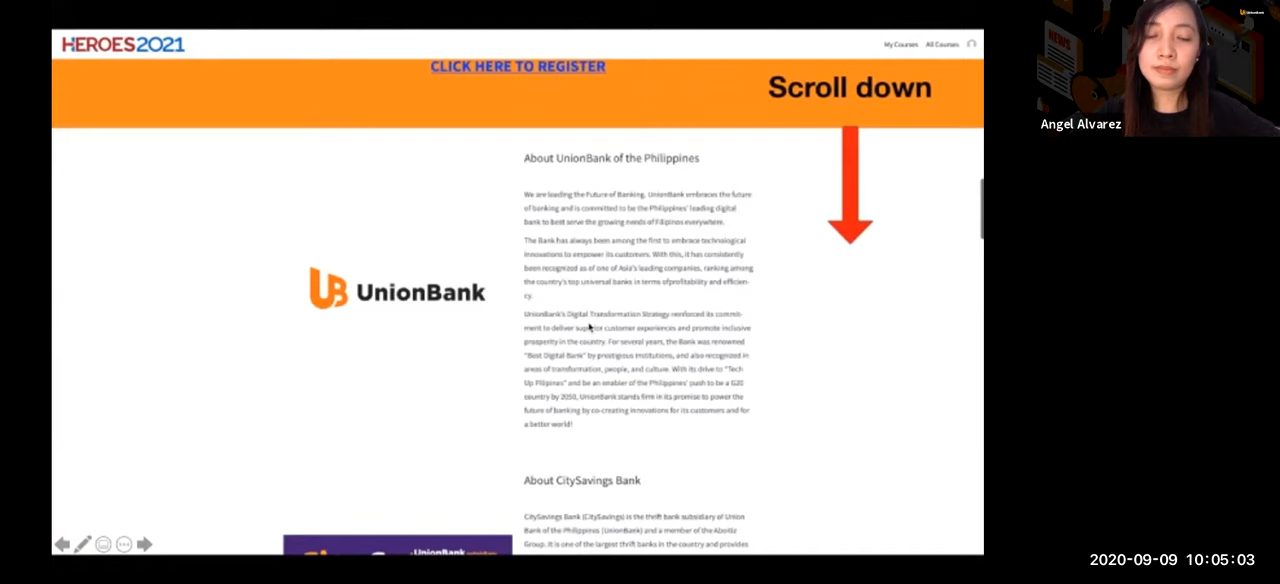 HEROES2021
My Courses All Courses
CLICK HERE TO REGISTER
Scroll down
About UnionBank of the Philippines
We are leading the Future of Banking. UnionBank embraces the future
of banking and is committed to be the Philippines' leading digital
bank to best serve the growing needs of Filipinos everywhere.
The Bank has always been among the first to embrace technological
innovations to empower its customers. With this, it has consistently
been recognized as of one of Asia's leading companies, ranking among
the country's top universal banks in terms ofprofitability and efficien-
cy.
UnionBank's Digital Transformation Strategy reinforced its commit-
ment to deliver superior customer experiences and promote inclusive
prosperity in the country. For several years, the Bank was renowned
"Best Digital Bank" by prestigious institutions, and also recognized in
areas of transformation, people, and culture. With its drive to "Tech
Up Pilipinas" and be an enabler of the Philippines' push to be a G20
country by 2050, UnionBank stands firm in its promise to power the
future of banking by co-creating innovations for its customers and for
a better world!
UB UnionBank
About CitySavings Bank
CitySavings Bank (CitySavings) is the thrift bank subsidiary of Union
Bank of the Philippines (UnionBank) and a member of the Aboitiz
Group. It is one of the largest thrift banks in the country and provides
UnionBank
NEWS
UnionBank
Angel Alvarez
2020-09-09 10:05:03